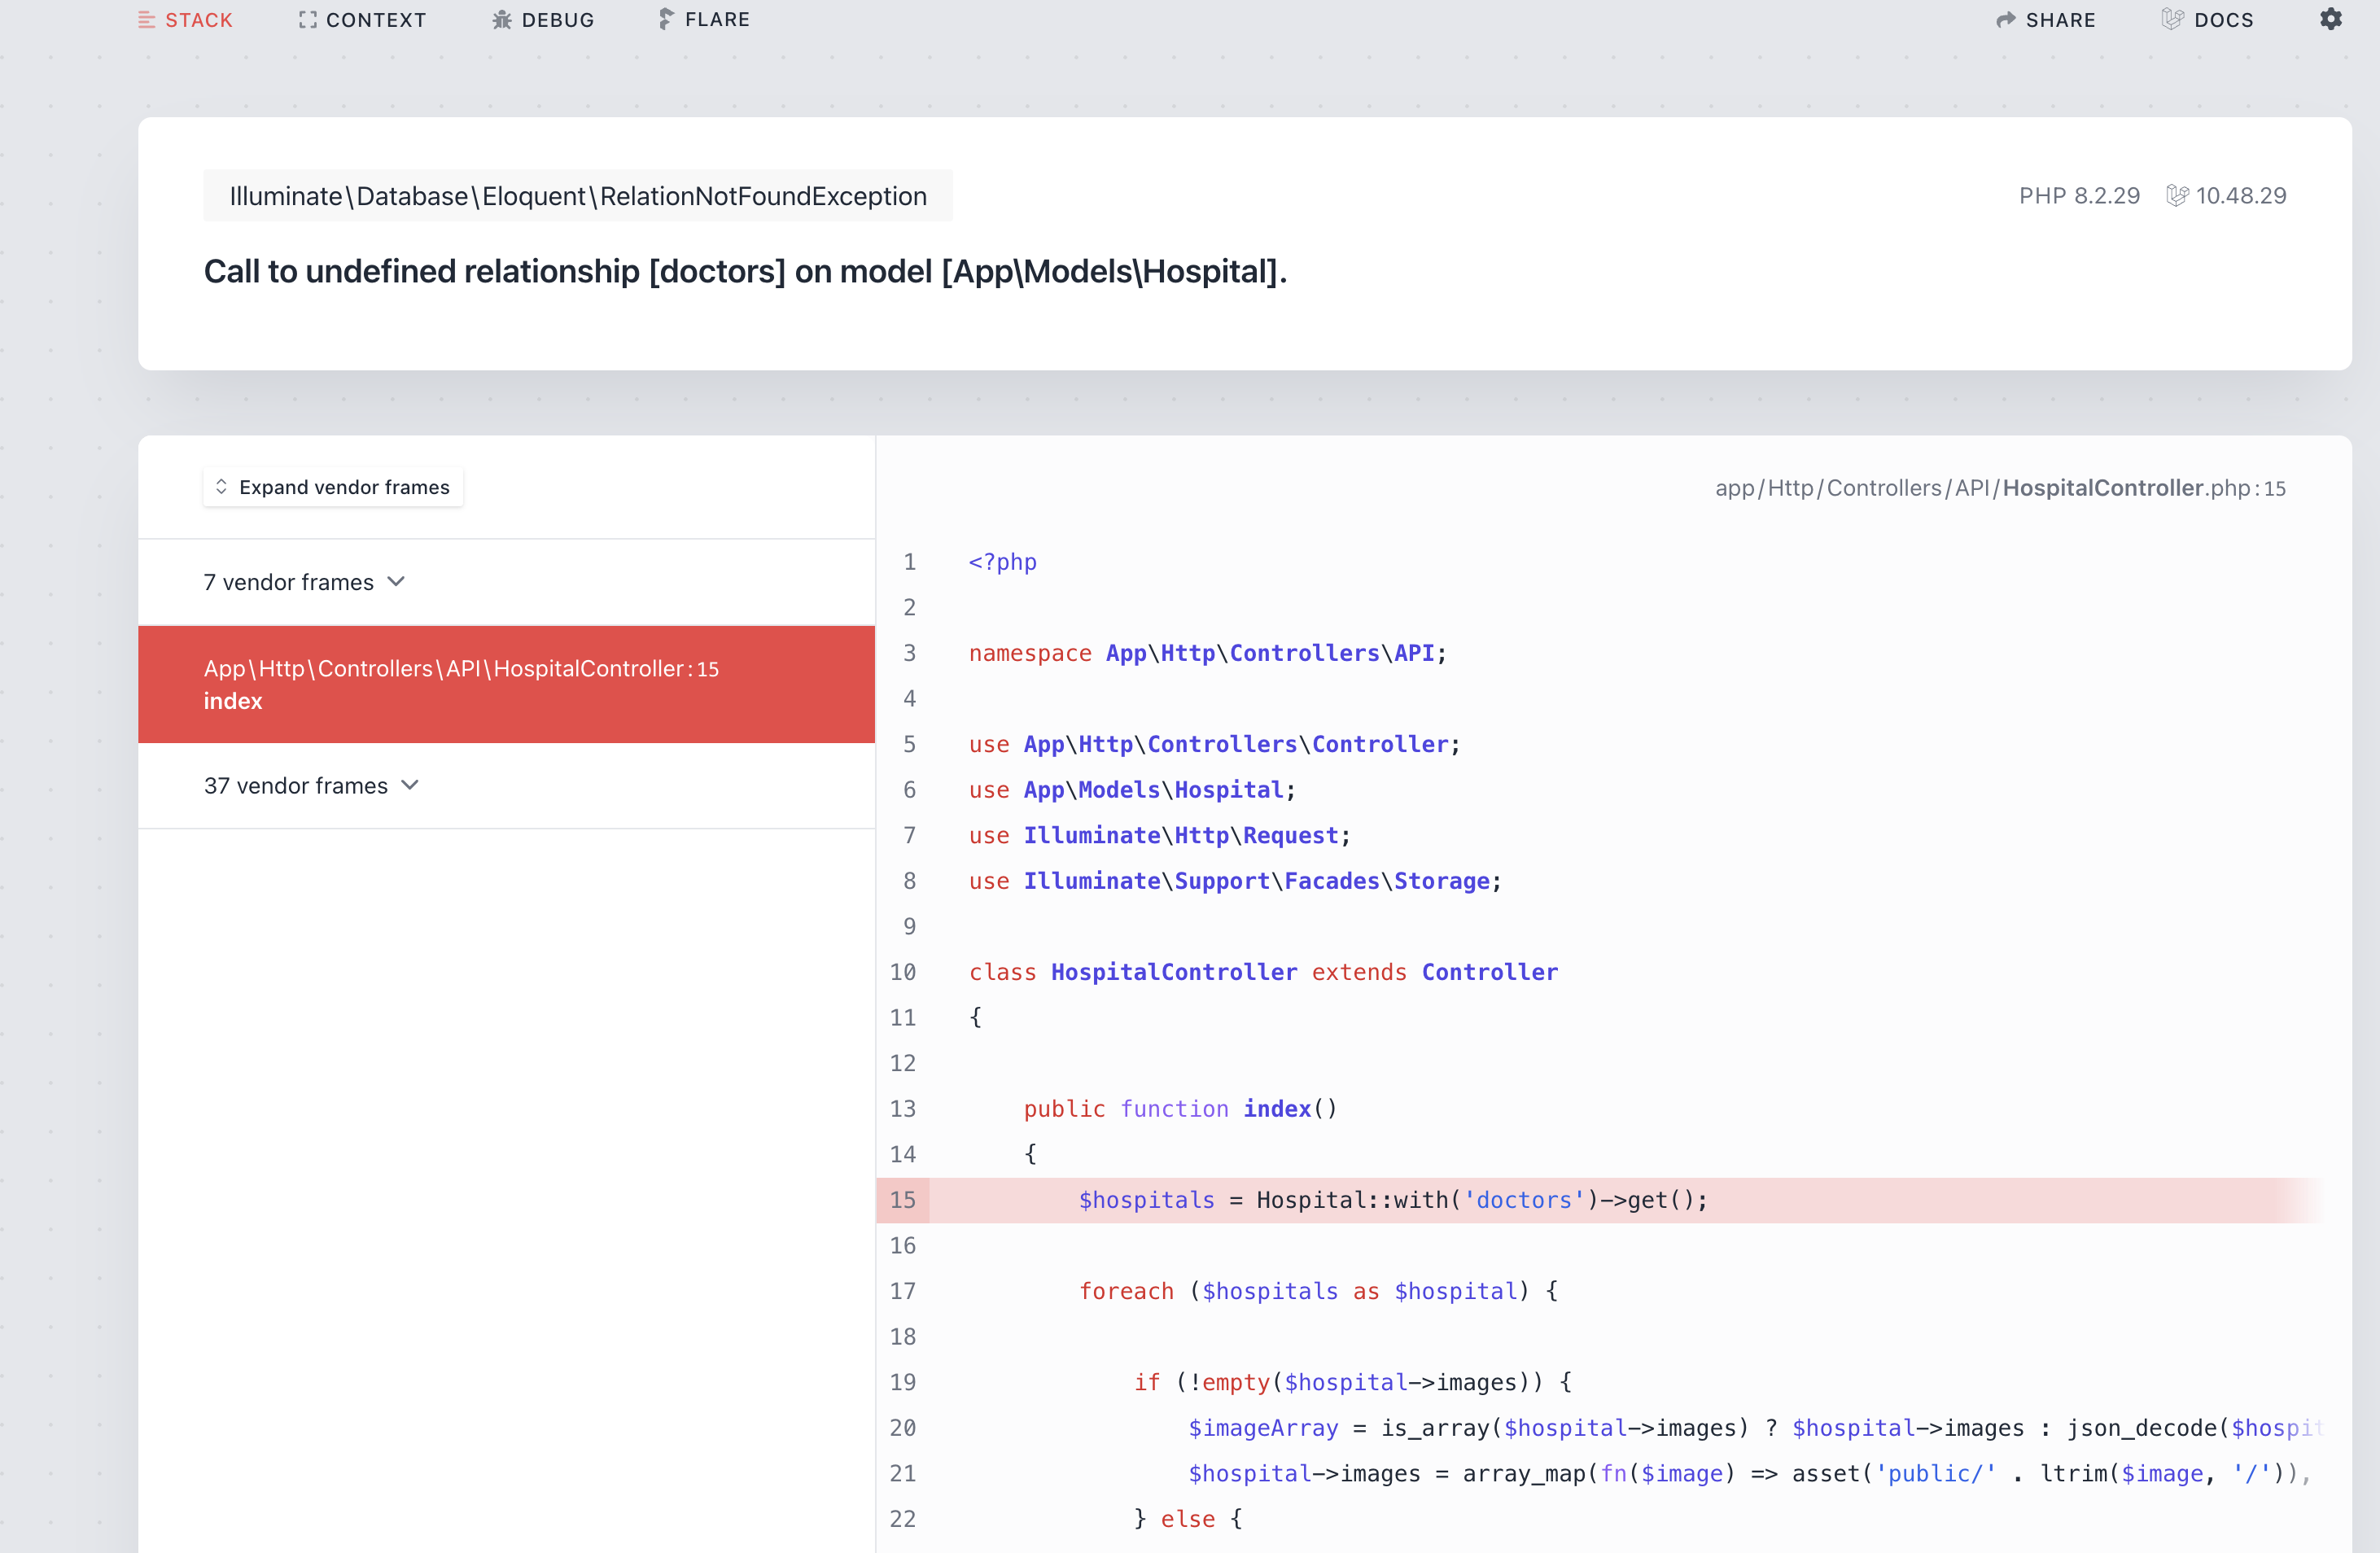 STACK CONTEXT DEBUG FLARE SHARE DOCS
Illuminate\Database\Eloquent\RelationNotFoundException
PHP 8.2.29 10.48.29
Call to undefined relationship [doctors] on model [App\Models\Hospital].
Expand vendor frames
7 vendor frames
App\Http\Controllers\API\HospitalController:15
index
37 vendor frames
app/Http/Controllers/API/HospitalController.php:15
1 <?php
2
3 namespace App\Http\Controllers\API;
4
5 use App\Http\Controllers\Controller;
6 use App\Models\Hospital;
7 use Illuminate\Http\Request;
8 use Illuminate\Support\Facades\Storage;
9
10 class HospitalController extends Controller
11 {
12
13     public function index()
14     {
15         $hospitals = Hospital::with('doctors')->get();
16
17         foreach ($hospitals as $hospital) {
18
19             if (!empty($hospital->images)) {
20                 $imageArray = is_array($hospital->images) ? $hospital->images : json_decode($hospit
21                 $hospital->images = array_map(fn($image) => asset('public/' . ltrim($image, '/')),
22             } else {